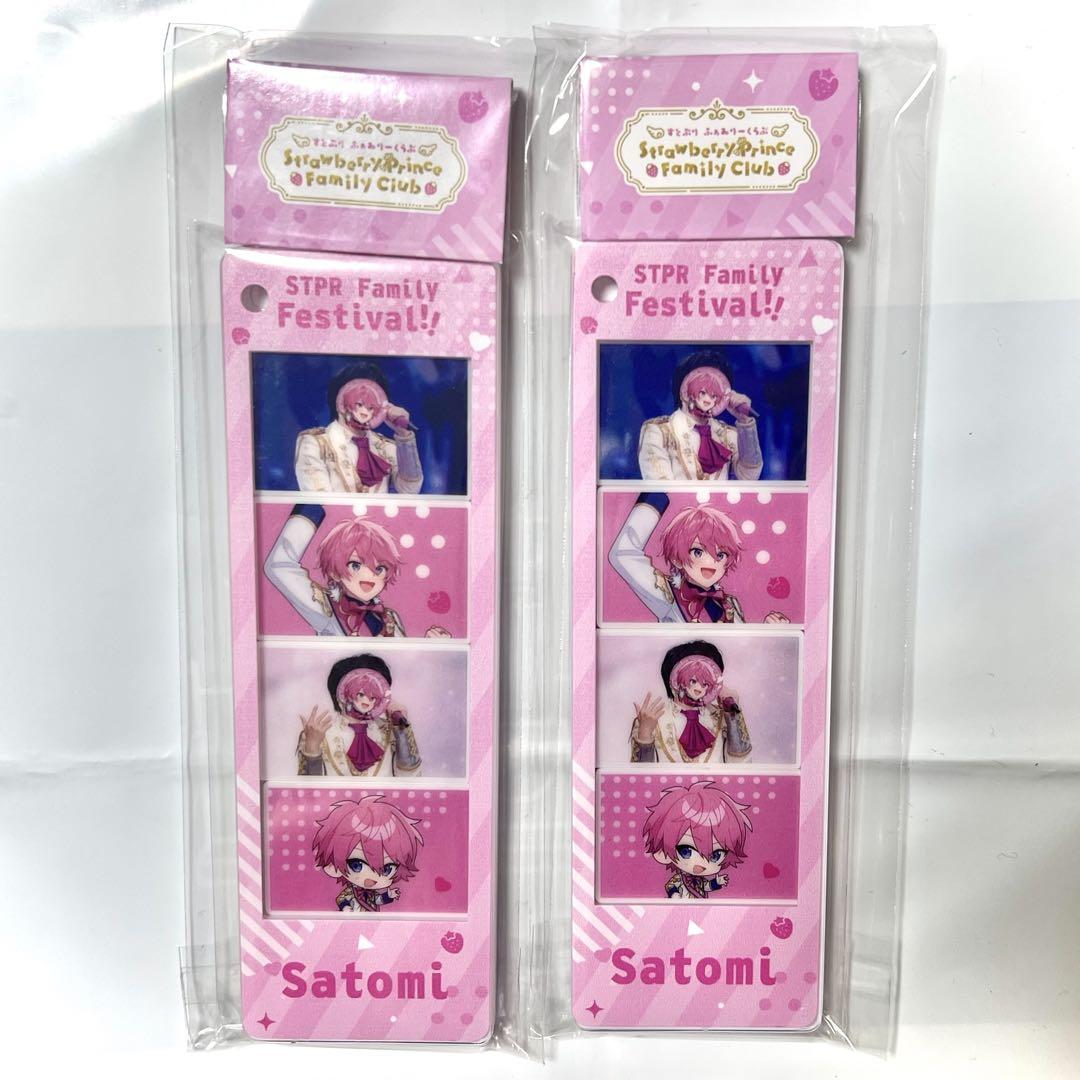 すとぷり ふぁみりーくらぶ
Strawberry Prince
Family Club
STPR Family
Festival!!
Satomi
すとぷり ふぁみりーくらぶ
Strawberry Prince
Family Club
STPR Family
Festival!!
Satomi